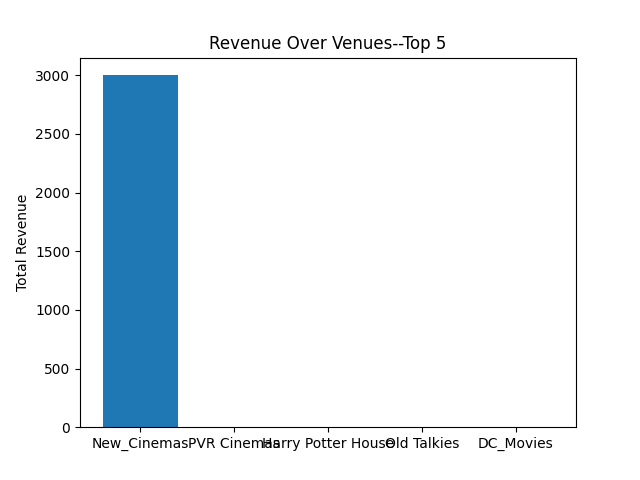 Revenue Over Venues--Top 5
Total Revenue
3000
2500
2000
1500
1000
500
0
New_Cinemas PVR Cinemas Harry Potter House Old Talkies DC_Movies